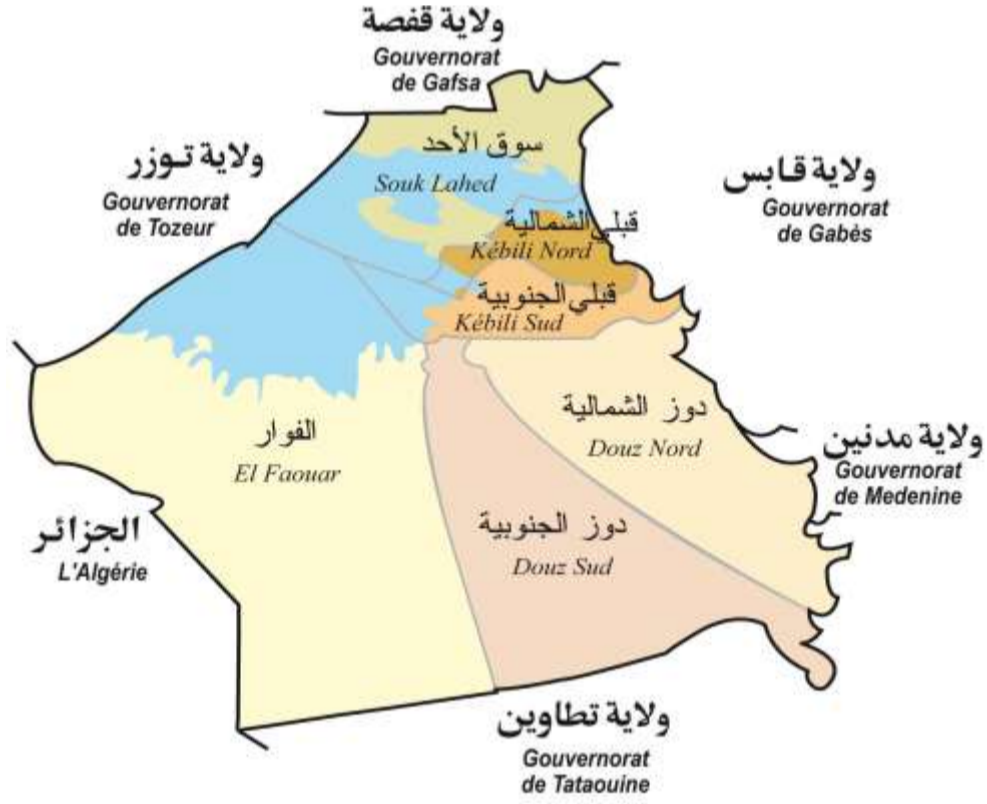 ولاية قفصة
Gouvernorat
de Gafsa
ولاية توزر
Gouvernorat
de Tozeur
سوق الأحد
Souk Lahed
ولاية قابس
Gouvernorat
de Gabès
قبلي الشمالية
Kébili Nord
قبلي الجنوبية
Kébili Sud
دوز الشمالية
Douz Nord
الفوار
El Faouar
ولاية مدنين
Gouvernorat
de Medenine
دوز الجنوبية
Douz Sud
الجزائر
L'Algérie
ولاية تطاوين
Gouvernorat
de Tataouine